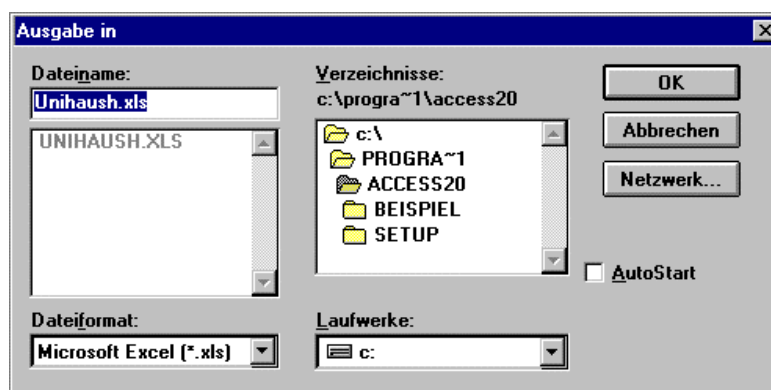 Ausgabe in
Dateiname:
Unihaush.xls
UNIHAUSH.XLS
Dateiformat:
Microsoft Excel (*.xls)
Verzeichnisse:
c:\progra~1\access20
c:\
PROGRA~1
ACCESS20
BEISPIEL
SETUP
Laufwerke:
c:
OK
Abbrechen
Netzwerk...
AutoStart